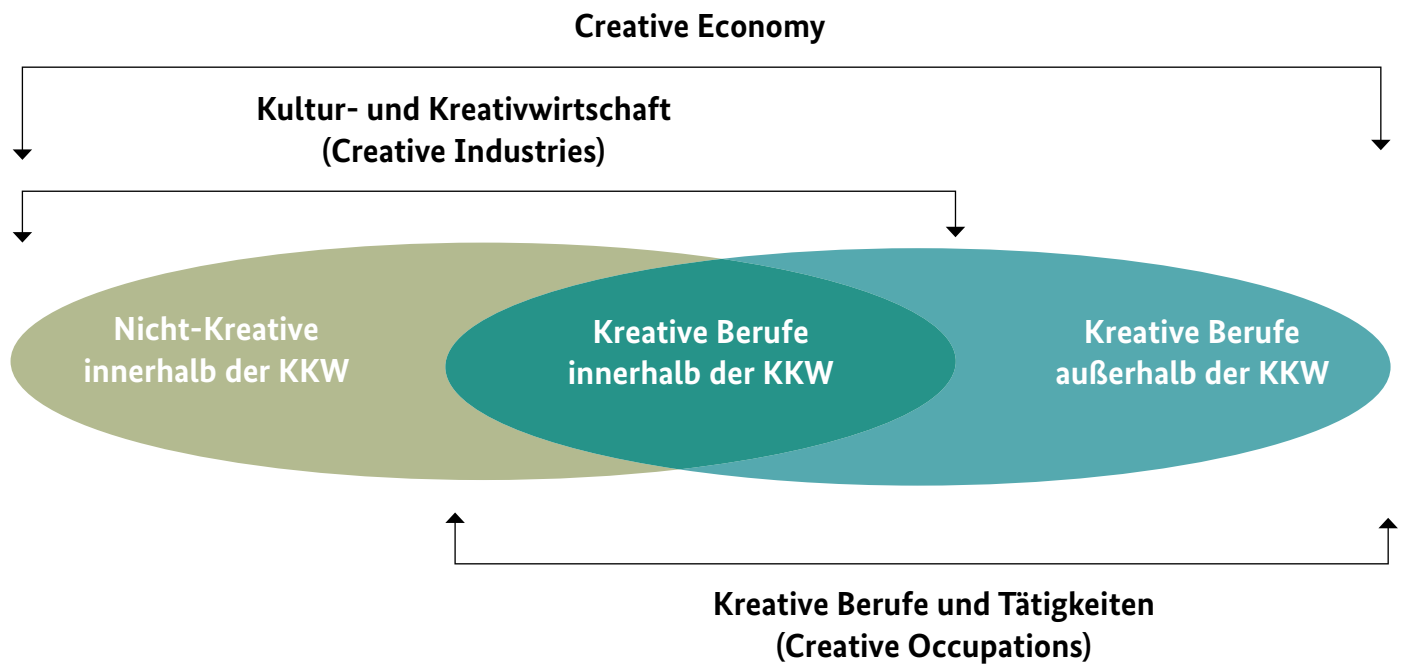 Creative Economy
Kultur- und Kreativwirtschaft
(Creative Industries)
Nicht-Kreative
innerhalb der KKW
Kreative Berufe
innerhalb der KKW
Kreative Berufe
außerhalb der KKW
Kreative Berufe und Tätigkeiten
(Creative Occupations)